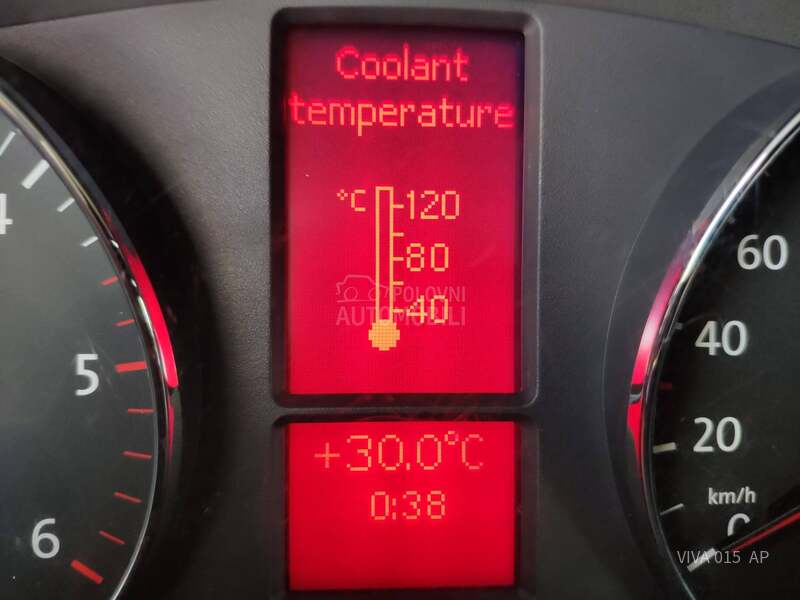 Coolant
temperature
°C
120
80
40
POLOVNI
AUTOMOBILI
+30.0°C
0:38
4
5
6
60
40
20
km/h
VIVA 015 AP